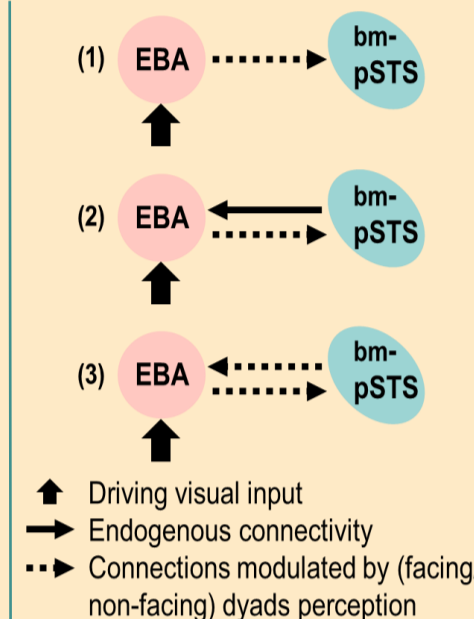 (1) EBA bm-
pSTS
(2) EBA bm-
pSTS
(3) EBA bm-
pSTS
Driving visual input
Endogenous connectivity
Connections modulated by (facing
non-facing) dyads perception